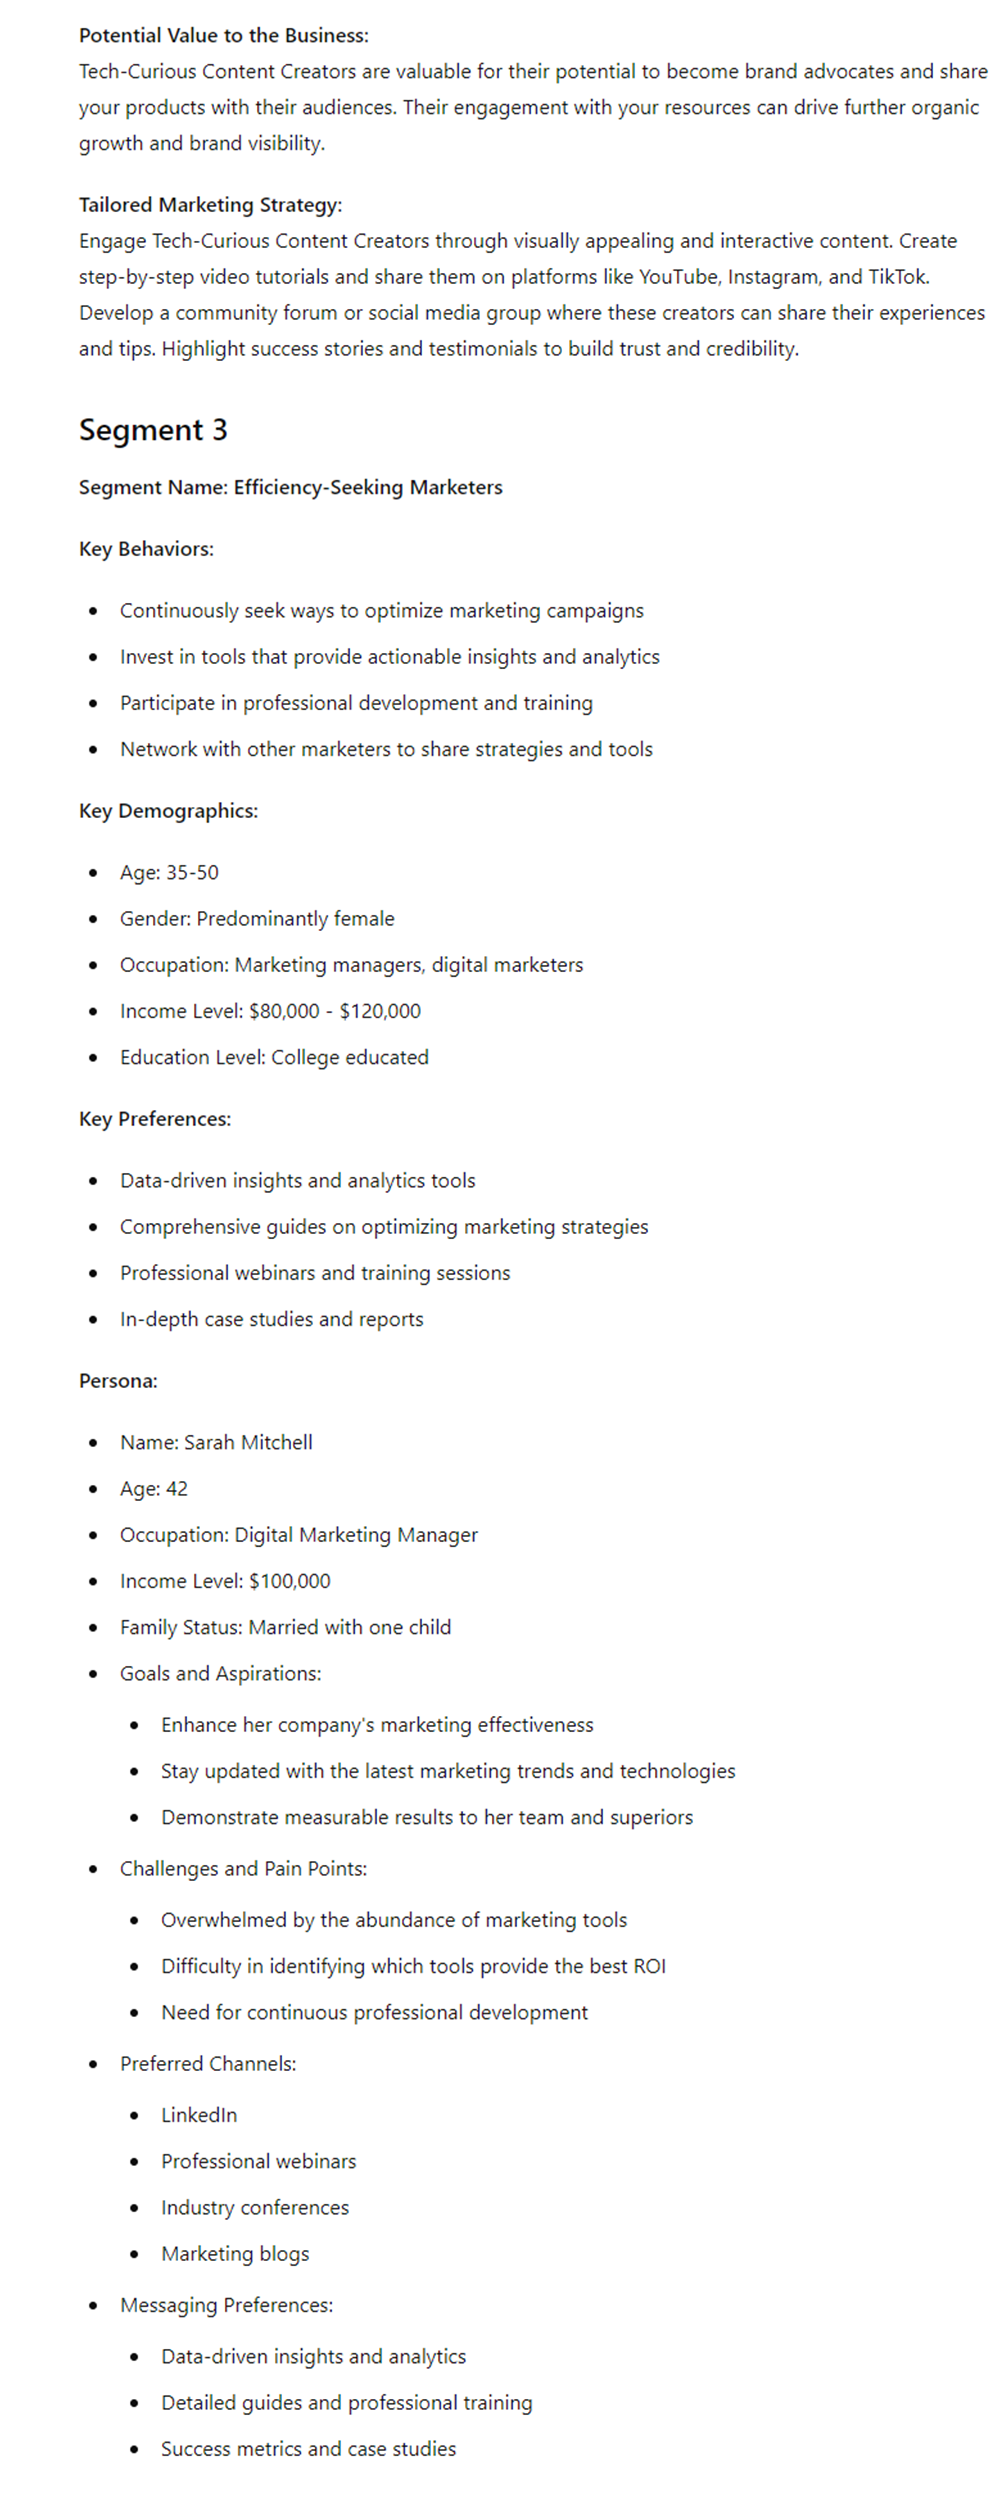 Potential Value to the Business:
Tech-Curious Content Creators are valuable for their potential to become brand advocates and share
your products with their audiences. Their engagement with your resources can drive further organic
growth and brand visibility.
Tailored Marketing Strategy:
Engage Tech-Curious Content Creators through visually appealing and interactive content. Create
step-by-step video tutorials and share them on platforms like YouTube, Instagram, and TikTok.
Develop a community forum or social media group where these creators can share their experiences
and tips. Highlight success stories and testimonials to build trust and credibility.
Segment 3
Segment Name: Efficiency-Seeking Marketers
Key Behaviors:
• Continuously seek ways to optimize marketing campaigns
• Invest in tools that provide actionable insights and analytics
• Participate in professional development and training
• Network with other marketers to share strategies and tools
Key Demographics:
• Age: 35-50
• Gender: Predominantly female
• Occupation: Marketing managers, digital marketers
• Income Level: $80,000 - $120,000
• Education Level: College educated
Key Preferences:
• Data-driven insights and analytics tools
• Comprehensive guides on optimizing marketing strategies
• Professional webinars and training sessions
• In-depth case studies and reports
Persona:
• Name: Sarah Mitchell
• Age: 42
• Occupation: Digital Marketing Manager
• Income Level: $100,000
• Family Status: Married with one child
• Goals and Aspirations:
• Enhance her company's marketing effectiveness
• Stay updated with the latest marketing trends and technologies
• Demonstrate measurable results to her team and superiors
• Challenges and Pain Points:
• Overwhelmed by the abundance of marketing tools
• Difficulty in identifying which tools provide the best ROI
• Need for continuous professional development
• Preferred Channels:
• LinkedIn
• Professional webinars
• Industry conferences
• Marketing blogs
• Messaging Preferences:
• Data-driven insights and analytics
• Detailed guides and professional training
• Success metrics and case studies